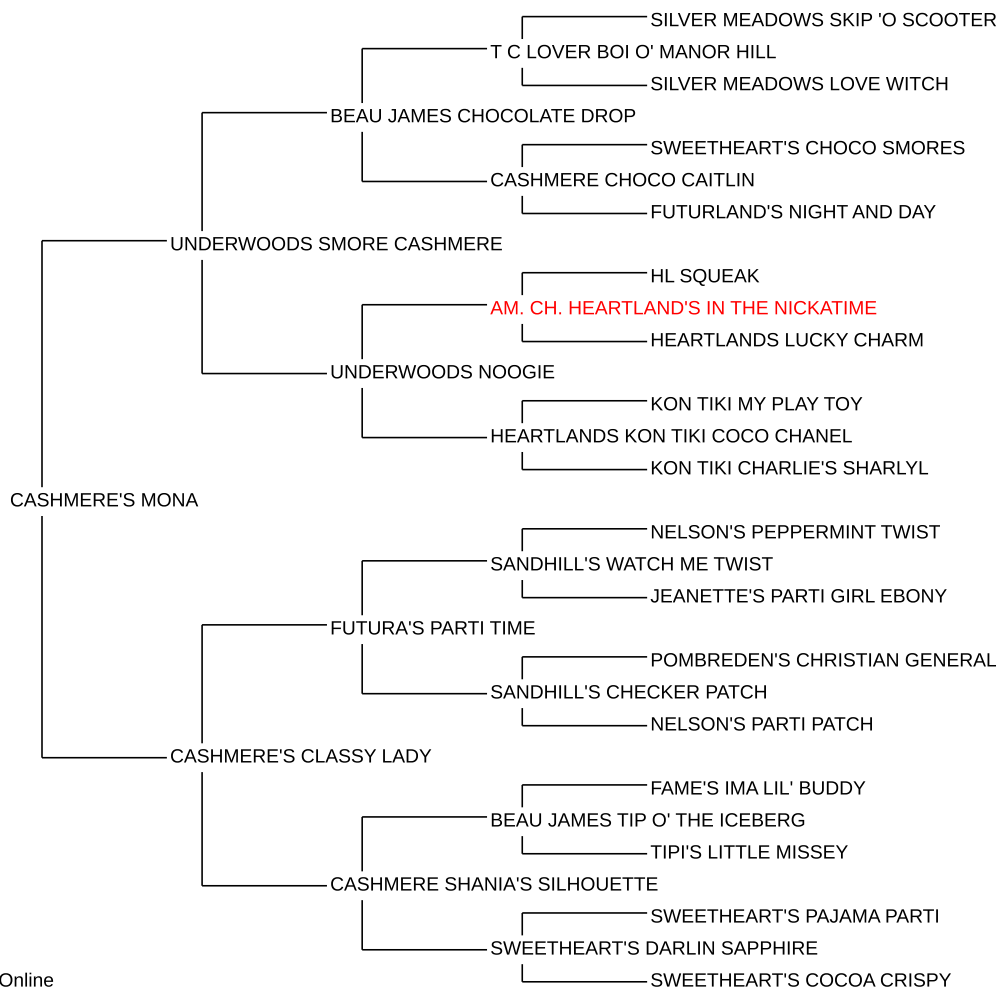 SILVER MEADOWS SKIP 'O SCOOTER
T C LOVER BOI O' MANOR HILL
SILVER MEADOWS LOVE WITCH
BEAU JAMES CHOCOLATE DROP
SWEETHEART'S CHOCO SMORES
CASHMERE CHOCO CAITLIN
FUTURLAND'S NIGHT AND DAY
UNDERWOODS SMORE CASHMERE
HL SQUEAK
AM. CH. HEARTLAND'S IN THE NICKATIME
HEARTLANDS LUCKY CHARM
UNDERWOODS NOOGIE
KON TIKI MY PLAY TOY
HEARTLANDS KON TIKI COCO CHANEL
KON TIKI CHARLIE'S SHARLYL
CASHMERE'S MONA
NELSON'S PEPPERMINT TWIST
SANDHILL'S WATCH ME TWIST
JEANETTE'S PARTI GIRL EBONY
FUTURA'S PARTI TIME
POMBREDEN'S CHRISTIAN GENERAL
SANDHILL'S CHECKER PATCH
NELSON'S PARTI PATCH
CASHMERE'S CLASSY LADY
FAME'S IMA LIL' BUDDY
BEAU JAMES TIP O' THE ICEBERG
TIPI'S LITTLE MISSEY
CASHMERE SHANIA'S SILHOUETTE
SWEETHEART'S PAJAMA PARTI
SWEETHEART'S DARLIN SAPPHIRE
SWEETHEART'S COCOA CRISPY
Online